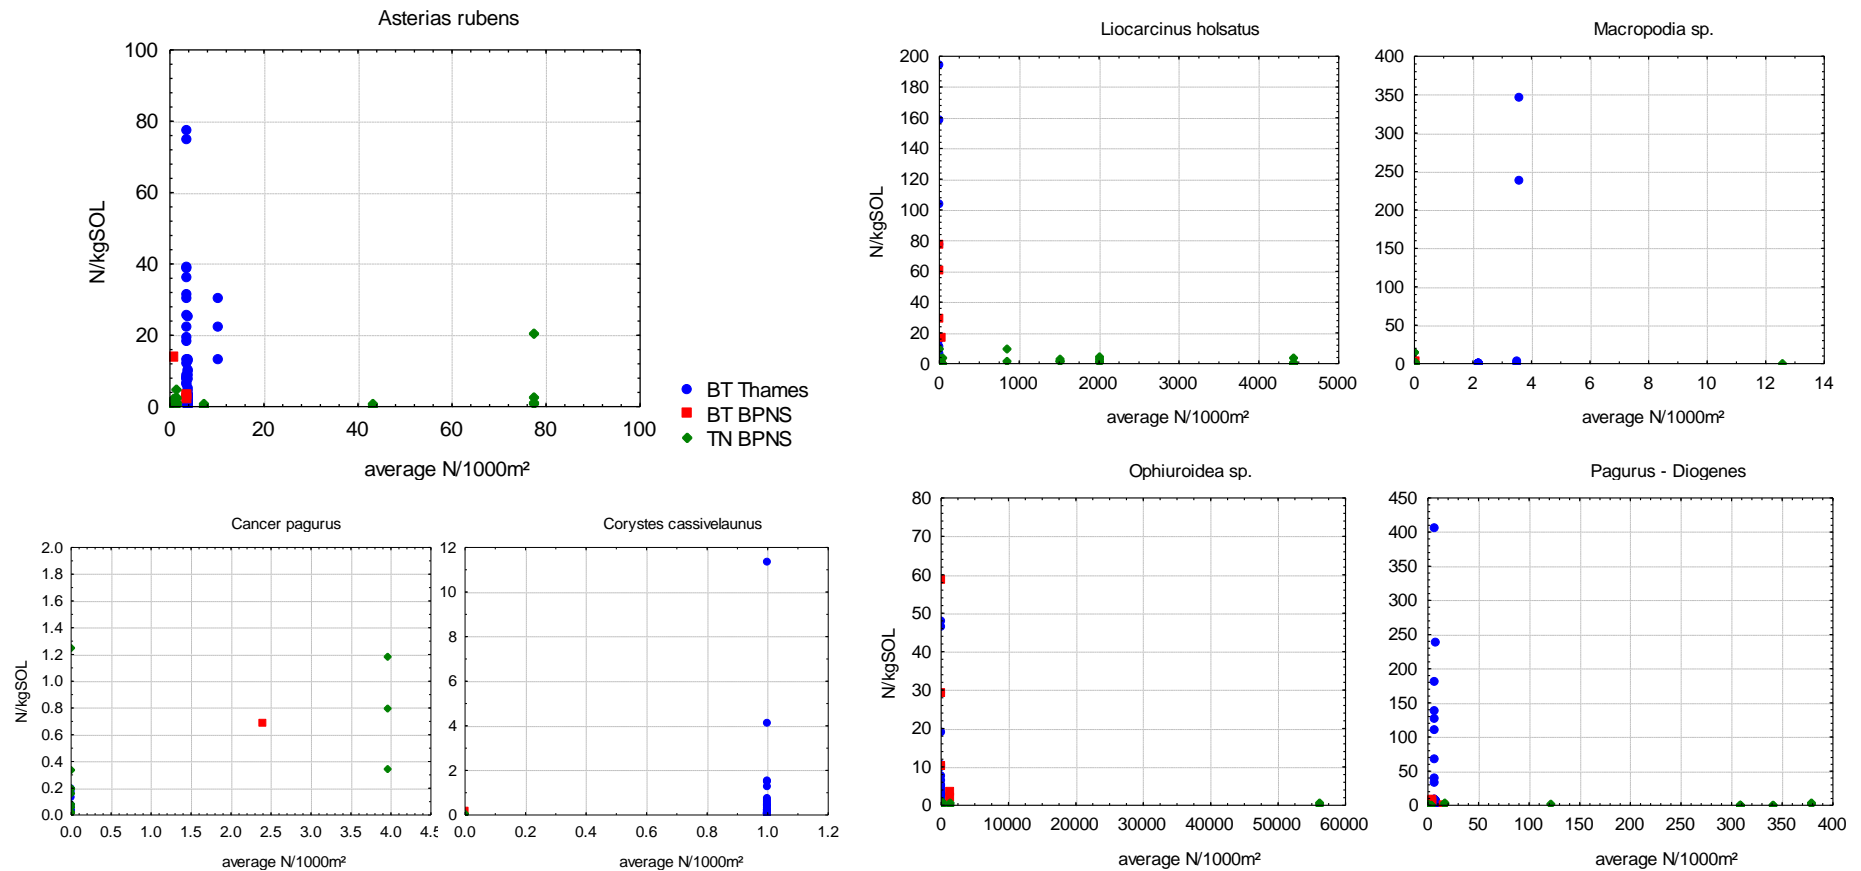 Asterias rubens
100
80
60
40
20
0
N/kgSOL
0 20 40 60 80 100
average N/1000m²
BT Thames
BT BPNS
TN BPNS
Liocarcinus holsatus
200
180
160
140
120
100
80
60
40
20
0
N/kgSOL
0 1000 2000 3000 4000 5000
average N/1000m²
Macropodia sp.
400
350
300
250
200
150
100
50
0
0 2 4 6 8 10 12 14
average N/1000m²
Cancer pagurus
2.0
1.8
1.6
1.4
1.2
1.0
0.8
0.6
0.4
0.2
0.0
N/kgSOL
0.0 0.5 1.0 1.5 2.0 2.5 3.0 3.5 4.0 4.5
average N/1000m²
Corystes cassivelaunus
12
10
8
6
4
2
0
0.0 0.2 0.4 0.6 0.8 1.0 1.2
average N/1000m²
Ophiuroidea sp.
80
70
60
50
40
30
20
10
0
N/kgSOL
0 10000 20000 30000 40000 50000 60000
average N/1000m²
Pagurus - Diogenes
450
400
350
300
250
200
150
100
50
0
0 50 100 150 200 250 300 350 400
average N/1000m²